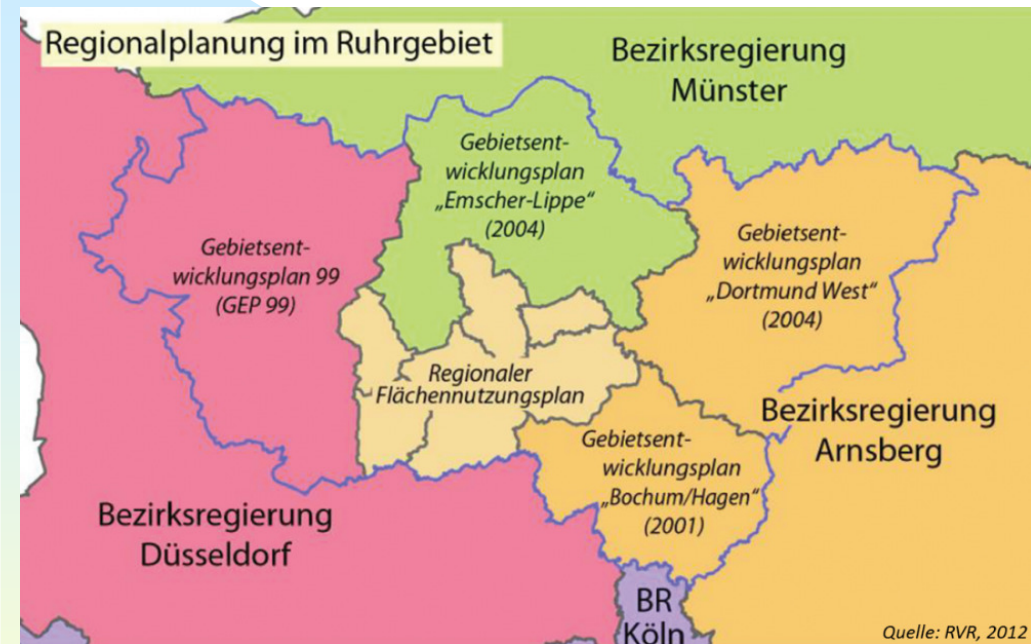 Regionalplanung im Ruhrgebiet
Bezirksregierung
Münster
Gebietsent-
wicklungsplan
„Emscher-Lippe“
(2004)
Gebietsent-
wicklungsplan 99
(GEP 99)
Gebietsent-
wicklungsplan
„Dortmund West“
(2004)
Regionaler
Flächennutzungsplan
Bezirksregierung
Arnsberg
Gebietsent-
wicklungsplan
„Bochum/Hagen“
(2001)
Bezirksregierung
Düsseldorf
BR
Köln
Quelle: RVR, 2012